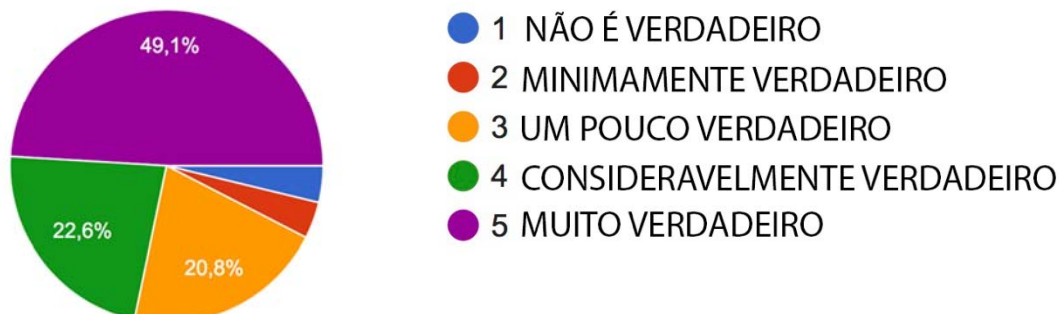 49,1%
22,6%
20,8%
1 NÃO É VERDADEIRO
2 MINIMAMENTE VERDADEIRO
3 UM POUCO VERDADEIRO
4 CONSIDERAVELMENTE VERDADEIRO
5 MUITO VERDADEIRO